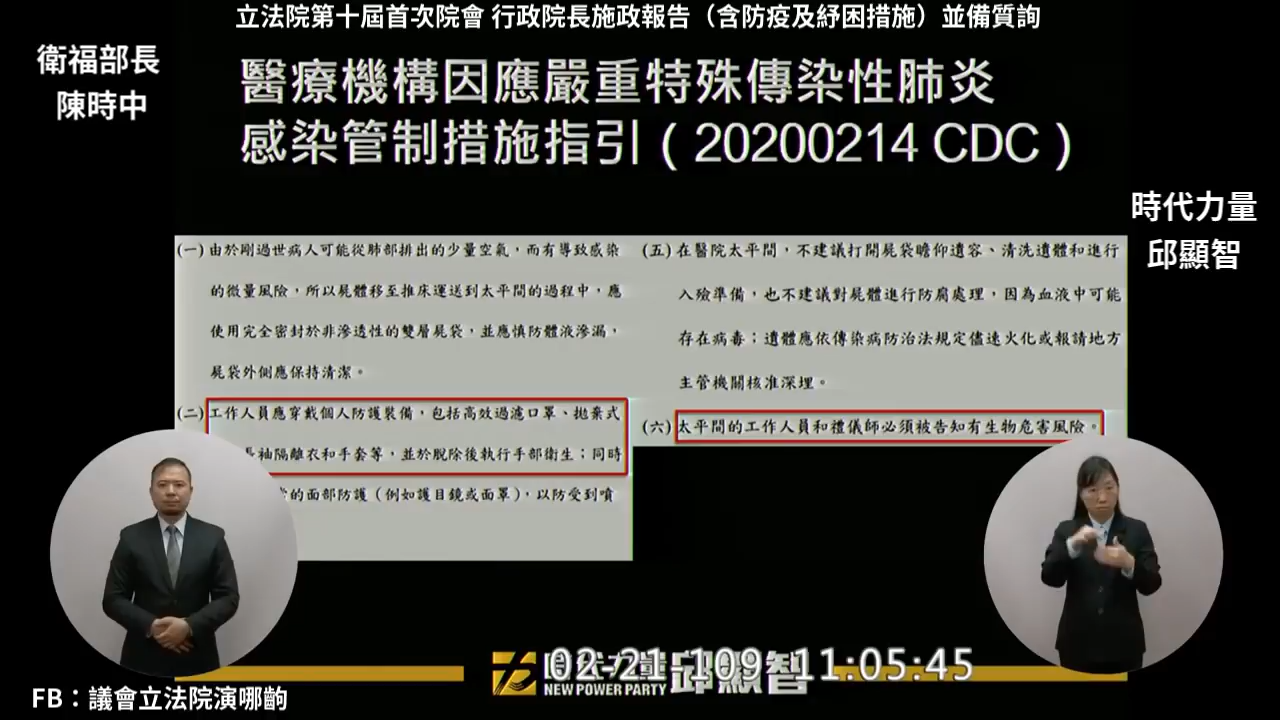 立法院第十屆首次院會 行政院長施政報告（含防疫及紓困措施）並備質詢
衛福部長
陳時中
醫療機構因應嚴重特殊傳染性肺炎
感染管制措施指引（20200214 CDC）
時代力量
邱顯智
(一) 由於剛過世病人可能從肺部排出的少量空氣，而有導致感染
的微量風險，所以屍體移至推床運送到太平間的過程中，應
使用完全密封於非滲透性的雙層屍袋，並應慎防體液滲漏，
屍袋外側應保持清潔。
(二) 工作人員應穿戴個人防護裝備，包括高效過濾口罩、拋棄式
長袖隔離衣和手套等，並於脫除後執行手部衛生；同時
的面部防護（例如護目鏡或面罩），以防受到噴
(五) 在醫院太平間，不建議打開屍袋瞻仰遺容、清洗遺體和進行
入殮準備，也不建議對屍體進行防腐處理，因為血液中可能
存在病毒；遺體應依傳染病防治法規定儘速火化或報請地方
主管機關核准深埋。
(六) 太平間的工作人員和禮儀師必須被告知有生物危害風險。
時代力量 邱顯智
NEW POWER PARTY
02-21-109 11:05:45
FB：議會立法院演哪齣